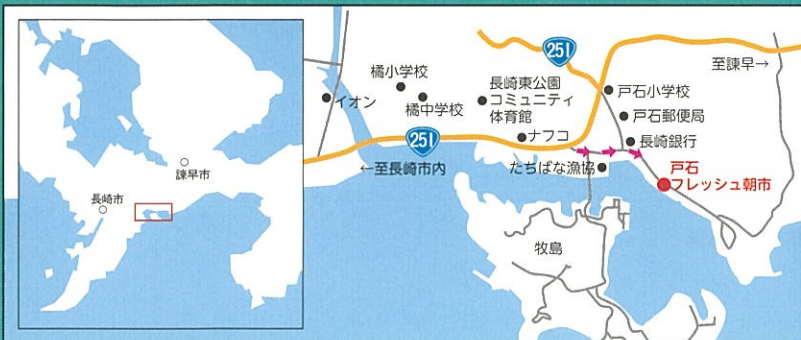 長崎市
諫早市
251
至諫早→
橘小学校
橘中学校
イオン
長崎東公園
コミュニティ
体育館
ナフコ
戸石小学校
戸石郵便局
長崎銀行
251
←至長崎市内
たちばな漁協
戸石
フレッシュ朝市
牧島